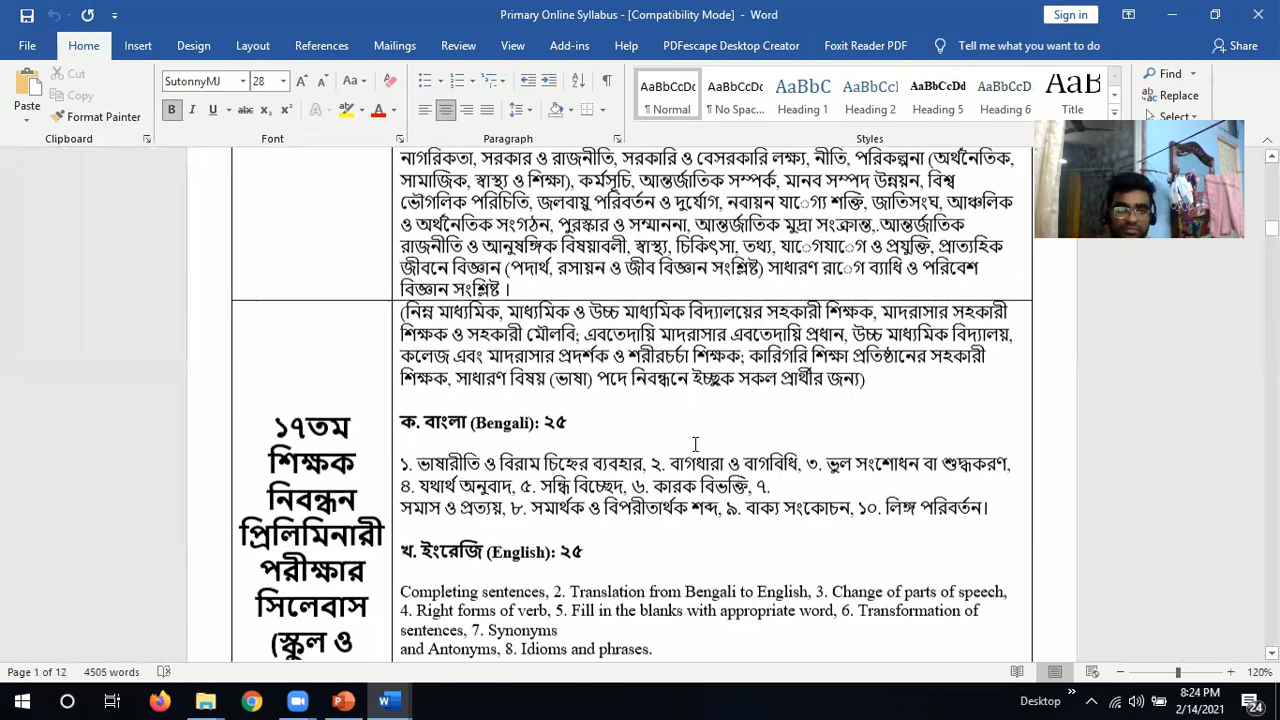 Primary Online Syllabus - [Compatibility Mode] - Word
Sign in
File Home Insert Design Layout References Mailings Review View Add-ins Help PDFescape Desktop Creator Foxit Reader PDF Tell me what you want to do Share
Paste
Cut
Copy
Format Painter
Clipboard
SutonnyMJ 28
Font
Paragraph
AaBbCcDc AaBbCcDc AaBbC AaBbCcI AaBbCcDd AaBbCcDc AaB
¶ Normal ¶ No Spac... Heading 1 Heading 2 Heading 5 Heading 6 Title
Styles
Find
Replace
Select
নাগরিকতা, সরকার ও রাজনীতি, সরকারি ও বেসরকারি লক্ষ্য, নীতি, পরিকল্পনা (অর্থনৈতিক,
সামাজিক, স্বাস্থ্য ও শিক্ষা), কর্মসূচি, আন্তর্জাতিক সম্পর্ক, মানব সম্পদ উন্নয়ন, বিশ্ব
ভৌগলিক পরিচিতি, জলবায়ু পরিবর্তন ও দুর্যোগ, নবায়ন যােগ্য শক্তি, জাতিসংঘ, আঞ্চলিক
ও অর্থনৈতিক সংগঠন, পুরস্কার ও সম্মাননা, আন্তর্জাতিক মুদ্রা সংক্রান্ত,.আন্তর্জাতিক
রাজনীতি ও আনুষঙ্গিক বিষয়াবলী, স্বাস্থ্য, চিকিৎসা, তথ্য, যােগাযােগ ও প্রযুক্তি, প্রাত্যহিক
জীবনে বিজ্ঞান (পদার্থ, রসায়ন ও জীব বিজ্ঞান সংশ্লিষ্ট) সাধারণ রােগ ব্যাধি ও পরিবেশ
বিজ্ঞান সংশ্লিষ্ট ।
(নিম্ন মাধ্যমিক, মাধ্যমিক ও উচ্চ মাধ্যমিক বিদ্যালয়ের সহকারী শিক্ষক, মাদরাসার সহকারী
শিক্ষক ও সহকারী মৌলবি; এবতেদায়ি মাদরাসার এবতেদায়ি প্রধান, উচ্চ মাধ্যমিক বিদ্যালয়,
কলেজ এবং মাদরাসার প্রদর্শক ও শরীরচর্চা শিক্ষক; কারিগরি শিক্ষা প্রতিষ্ঠানের সহকারী
শিক্ষক, সাধারণ বিষয় (ভাষা) পদে নিবন্ধনে ইচ্ছুক সকল প্রার্থীর জন্য)
ক. বাংলা (Bengali): ২৫
১. ভাষারীতি ও বিরাম চিহ্নের ব্যবহার, ২. বাগধারা ও বাগবিধি, ৩. ভুল সংশোধন বা শুদ্ধকরণ,
৪. যথার্থ অনুবাদ, ৫. সন্ধি বিচ্ছেদ, ৬. কারক বিভক্তি, ৭.
সমাস ও প্রত্যয়, ৮. সমার্থক ও বিপরীতার্থক শব্দ, ৯. বাক্য সংকোচন, ১০. লিঙ্গ পরিবর্তন।
খ. ইংরেজি (English): ২৫
Completing sentences, 2. Translation from Bengali to English, 3. Change of parts of speech,
4. Right forms of verb, 5. Fill in the blanks with appropriate word, 6. Transformation of
sentences, 7. Synonyms
and Antonyms, 8. Idioms and phrases.
১৭তম
শিক্ষক
নিবন্ধন
প্রিলিমিনারী
পরীক্ষার
সিলেবাস
(স্কুল ও
Page 1 of 12 4505 words 120%
Desktop
8:24 PM
2/14/2021
24